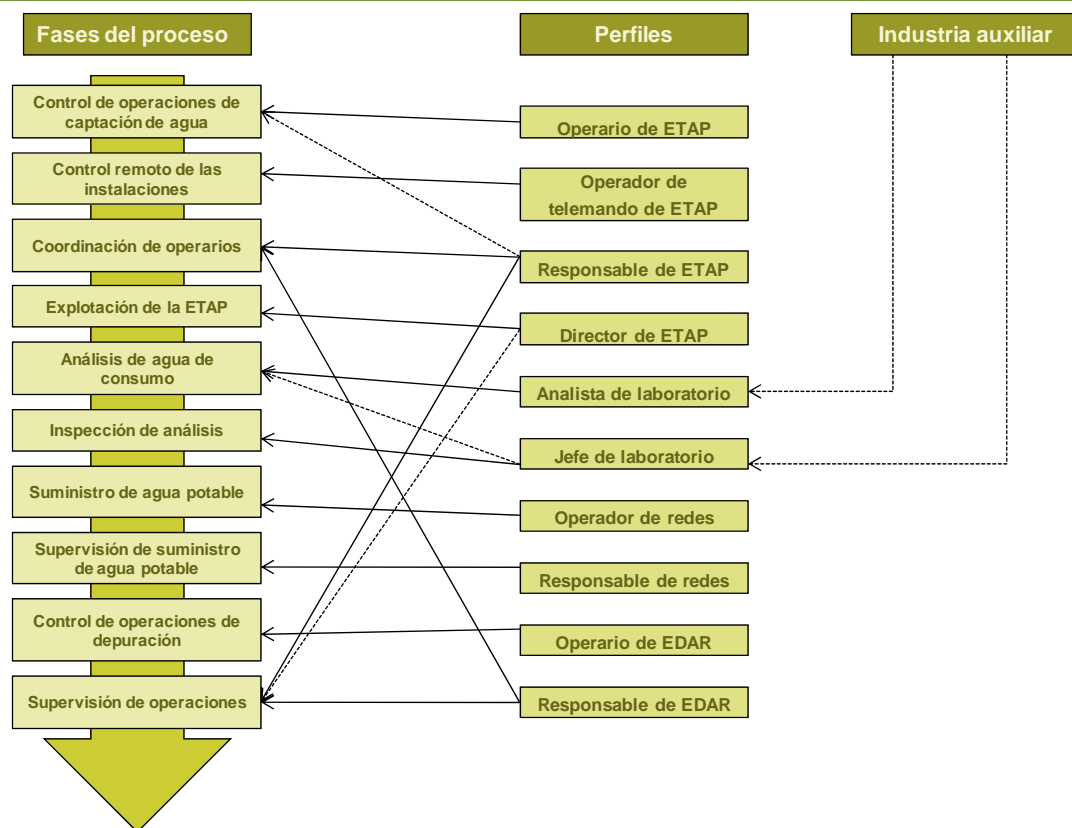 Fases del proceso
Perfiles
Industria auxiliar
Control de operaciones de
captación de agua
Control remoto de las
instalaciones
Coordinación de operarios
Explotación de la ETAP
Análisis de agua de
consumo
Inspección de análisis
Suministro de agua potable
Supervisión de suministro
de agua potable
Control de operaciones de
depuración
Supervisión de operaciones
Operario de ETAP
Operador de
telemando de ETAP
Responsable de ETAP
Director de ETAP
Analista de laboratorio
Jefe de laboratorio
Operador de redes
Responsable de redes
Operario de EDAR
Responsable de EDAR